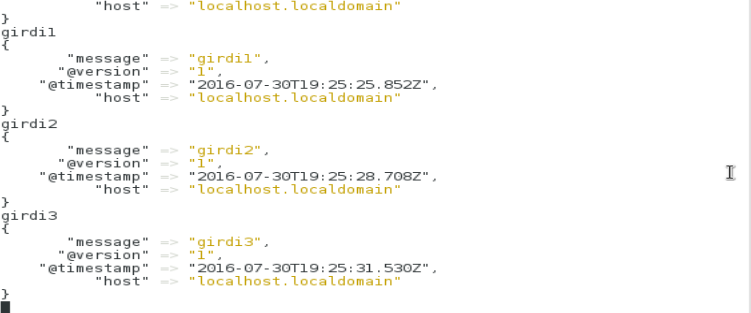 "host" => "localhost.localdomain"
}
girdi1
{
"message" => "girdi1",
"@version" => "1",
"@timestamp" => "2016-07-30T19:25:25.852Z",
"host" => "localhost.localdomain"
}
girdi2
{
"message" => "girdi2",
"@version" => "1",
"@timestamp" => "2016-07-30T19:25:28.708Z",
"host" => "localhost.localdomain"
}
girdi3
{
"message" => "girdi3",
"@version" => "1",
"@timestamp" => "2016-07-30T19:25:31.530Z",
"host" => "localhost.localdomain"
}